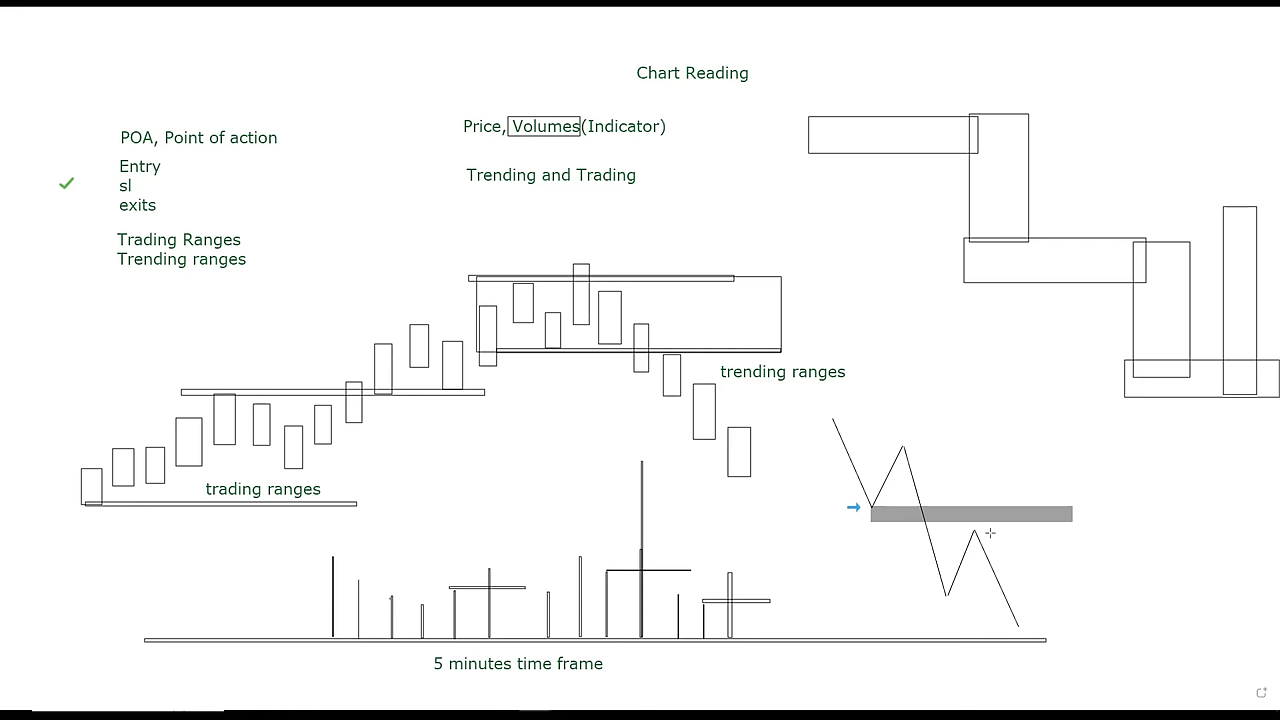 Chart Reading
POA, Point of action
Price, Volumes(Indicator)
Entry
sl
exits
Trending and Trading
Trading Ranges
Trending ranges
trending ranges
trading ranges
5 minutes time frame